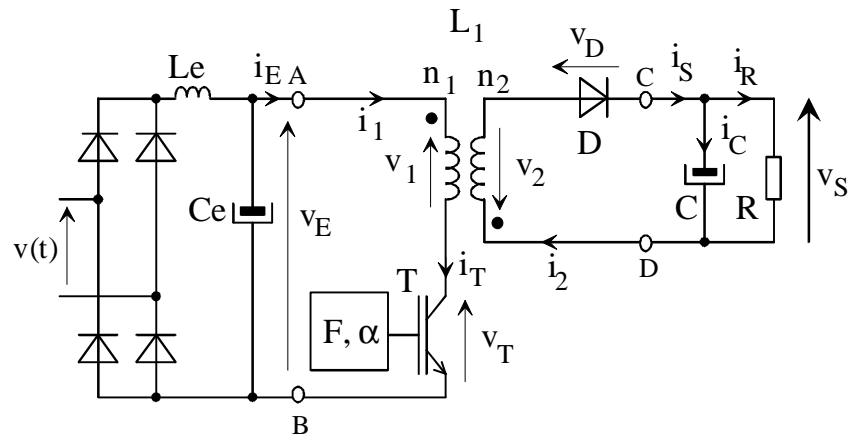 L1
Le
iE
A
i1
n1
n2
vD
C
iS
iR
D
iC
v1
v2
vS
Ce
vE
C
R
v(t)
T
iT
i2
D
F, α
vT
B